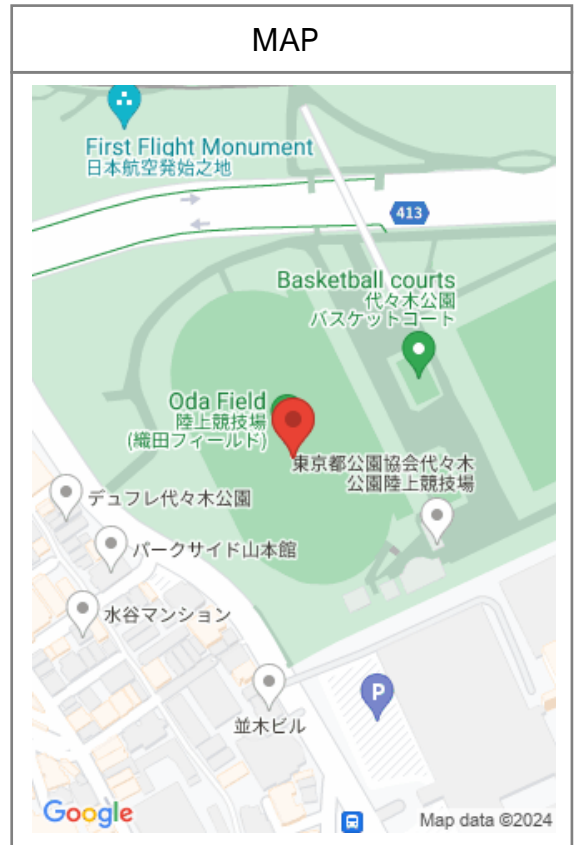 MAP
First Flight Monument
日本航空発始之地
413
Basketball courts
代々木公園
バスケットコート
Oda Field
陸上競技場
(織田フィールド)
東京都公園協会代々木
公園陸上競技場
デュフレ代々木公園
パークサイド山本館
水谷マンション
P
並木ビル
Google
Map data ©2024